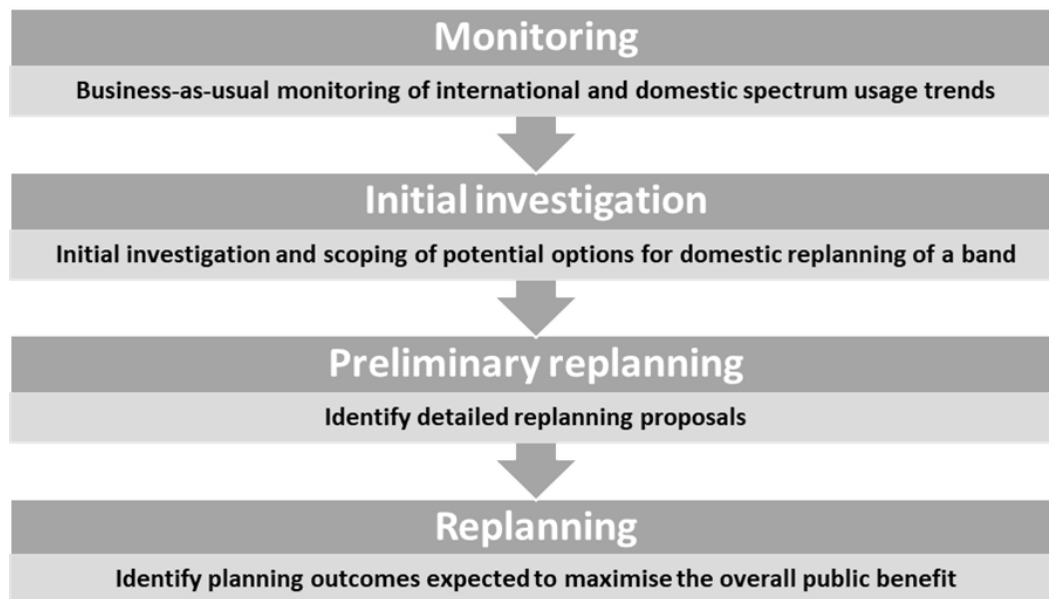 Monitoring
Business-as-usual monitoring of international and domestic spectrum usage trends
Initial investigation
Initial investigation and scoping of potential options for domestic replanning of a band
Preliminary replanning
Identify detailed replanning proposals
Replanning
Identify planning outcomes expected to maximise the overall public benefit